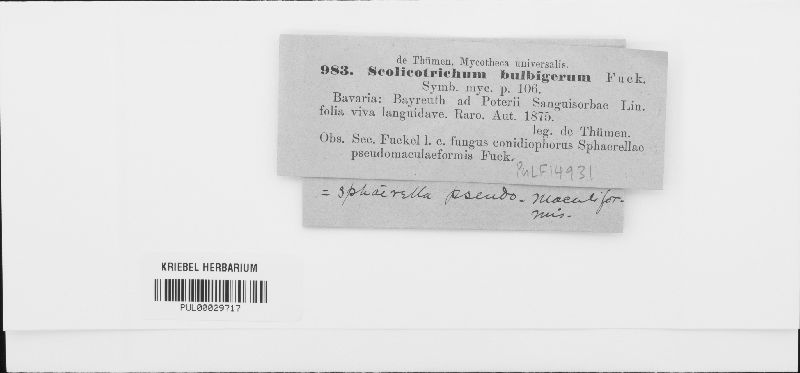 de Thümen, Mycotheca universalis.
983. Scolicotrichum bulbigerum Fuck.
Symb. myc. p. 106.
Bavaria: Bayreuth ad Poterii Sanguisorbae Lin.
folia viva languidave. Raro. Aut. 1875.
leg. de Thümen.
Obs. Sec. Fuckel l. c. fungus conidiophorus Sphaerellae
pseudomaculaeformis Fuck.
PULF14931
= Sphaerella pseudo-maculifor-
mis.
KRIEBEL HERBARIUM
PUL00029717